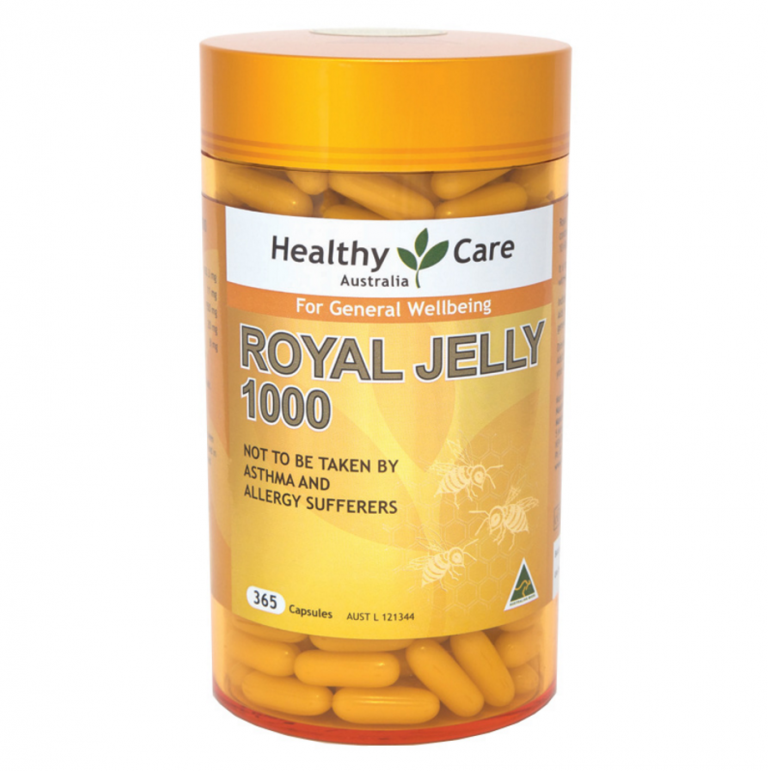 Healthy Care
Australia
For General Wellbeing
ROYAL JELLY
1000
NOT TO BE TAKEN BY
ASTHMA AND
ALLERGY SUFFERERS
365 Capsules AUST L 121344